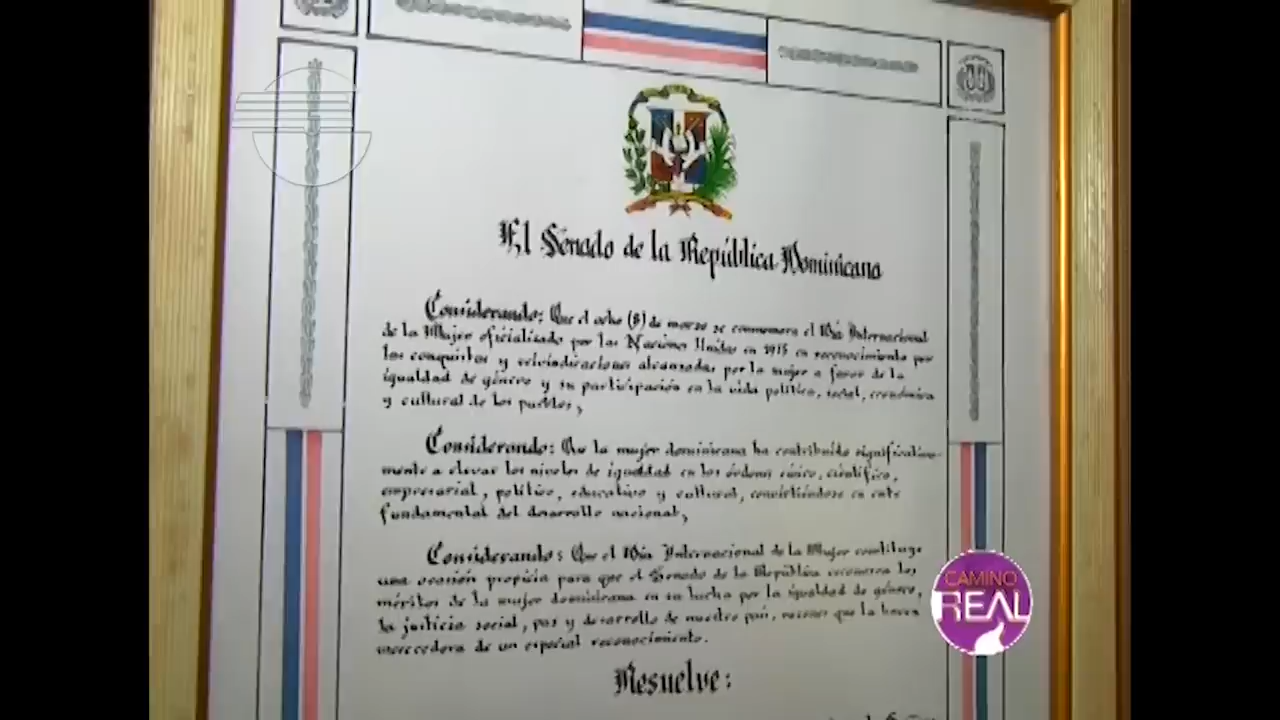 El Senado de la República Dominicana
Considerando: Que el ocho (8) de marzo se conmemora el Día Internacional
de la Mujer oficializado por las Naciones Unidas en 1975 en reconocimiento por
las conquistas y reivindicaciones alcanzadas por la mujer a favor de la
igualdad de género y su participación en la vida política, social, económica
y cultural de los pueblos,
Considerando: Que la mujer dominicana ha contribuido significativa-
mente a elevar los niveles de igualdad en los órdenes cívico, científico,
empresarial, político, educativo y cultural, convirtiéndose en ente
fundamental del desarrollo nacional,
Considerando: Que el Día Internacional de la Mujer constituye
una ocasión propicia para que el Senado de la República reconozca los
méritos de la mujer dominicana en su lucha por la igualdad de género,
la justicia social, paz y desarrollo de nuestro país, que la hacen
merecedora de un especial reconocimiento.
Resuelve:
CAMINO
REAL